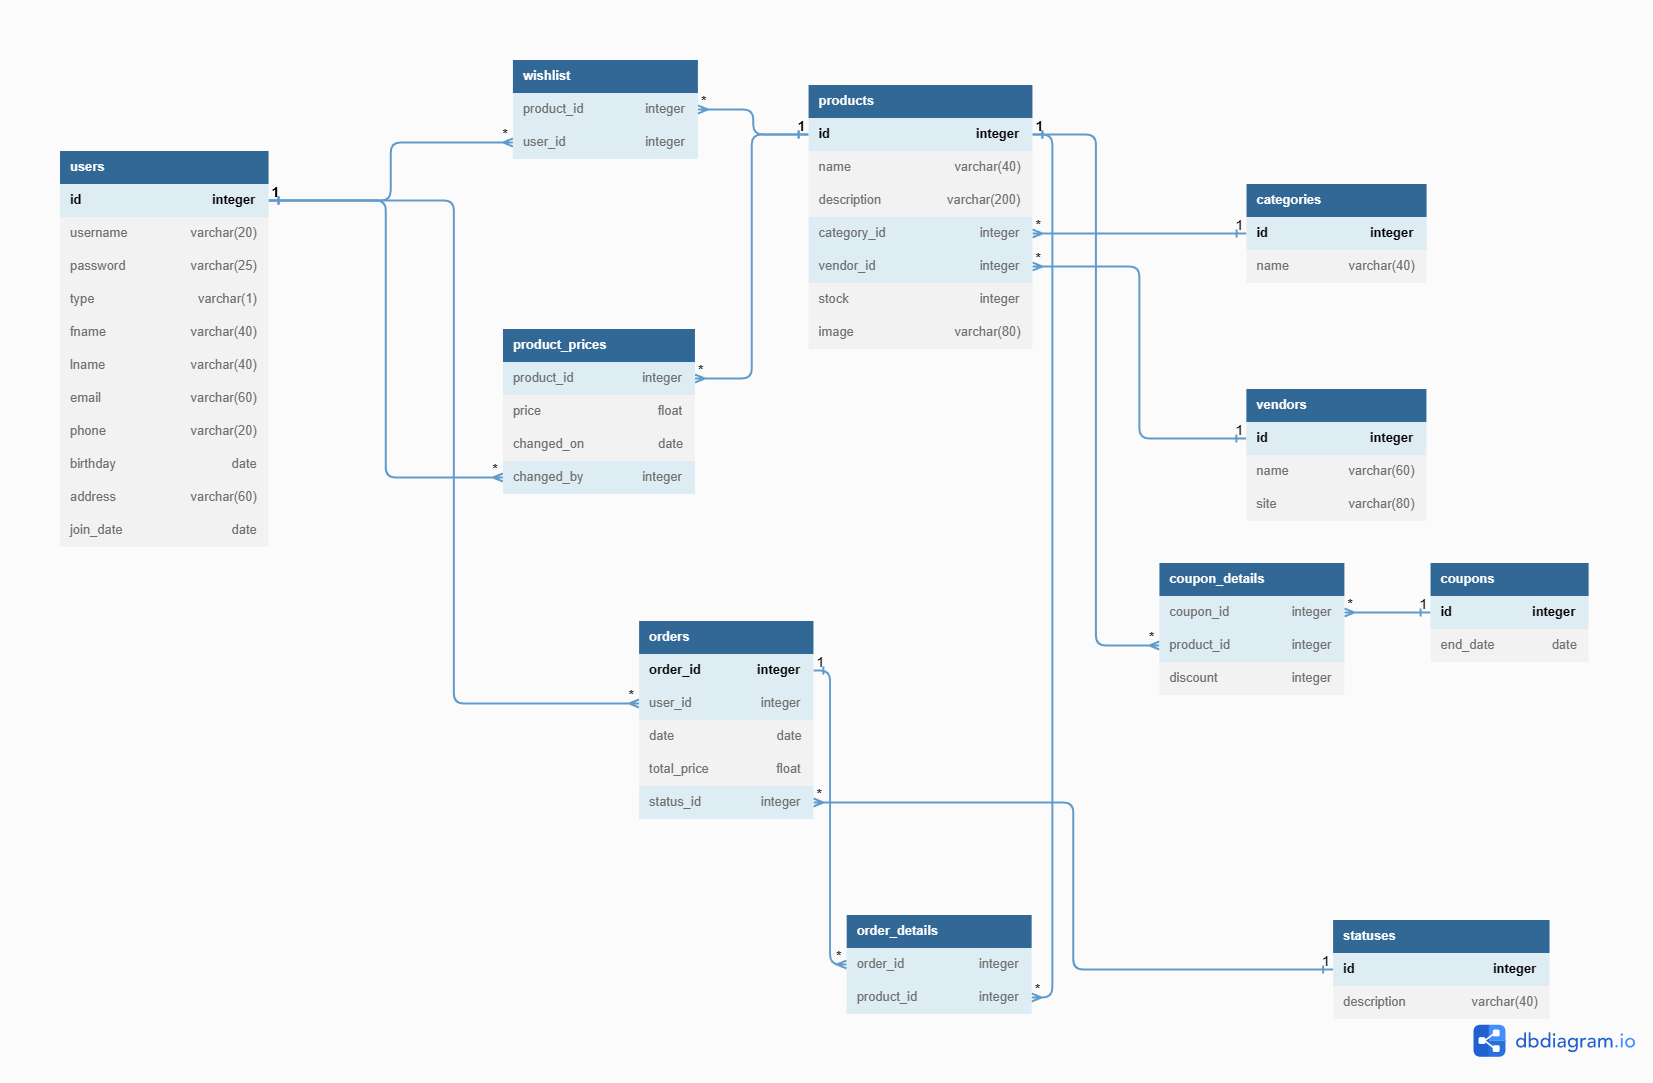 wishlist
product_id integer *
* user_id integer
products
1 id integer 1
name varchar(40)
description varchar(200)
category_id integer *
vendor_id integer *
stock integer
image varchar(80)
users
id integer 1
username varchar(20)
password varchar(25)
type varchar(1)
fname varchar(40)
lname varchar(40)
email varchar(60)
phone varchar(20)
birthday date
address varchar(60)
join_date date
categories
1 id integer
name varchar(40)
product_prices
product_id integer *
price float
changed_on date
* changed_by integer
vendors
1 id integer
name varchar(60)
site varchar(80)
coupon_details
coupon_id integer *
* product_id integer
discount integer
coupons
1 id integer
end_date date
orders
order_id integer 1
* user_id integer
date date
total_price float
status_id integer *
order_details
* order_id integer
product_id integer *
statuses
1 id integer
description varchar(40)
dbdiagram.io